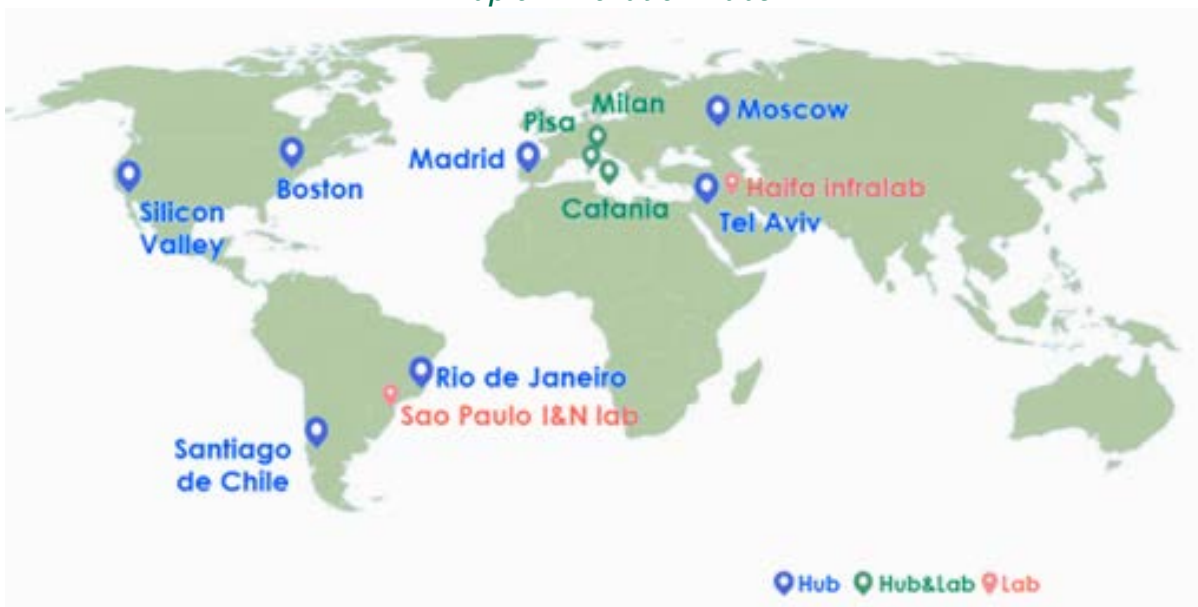 Milan
Pisa
Moscow
Madrid
Boston
Haifa infralab
Silicon
Valley
Catania
Tel Aviv
Rio de Janeiro
Sao Paulo I&N lab
Santiago
de Chile
Hub
Hub&Lab
Lab